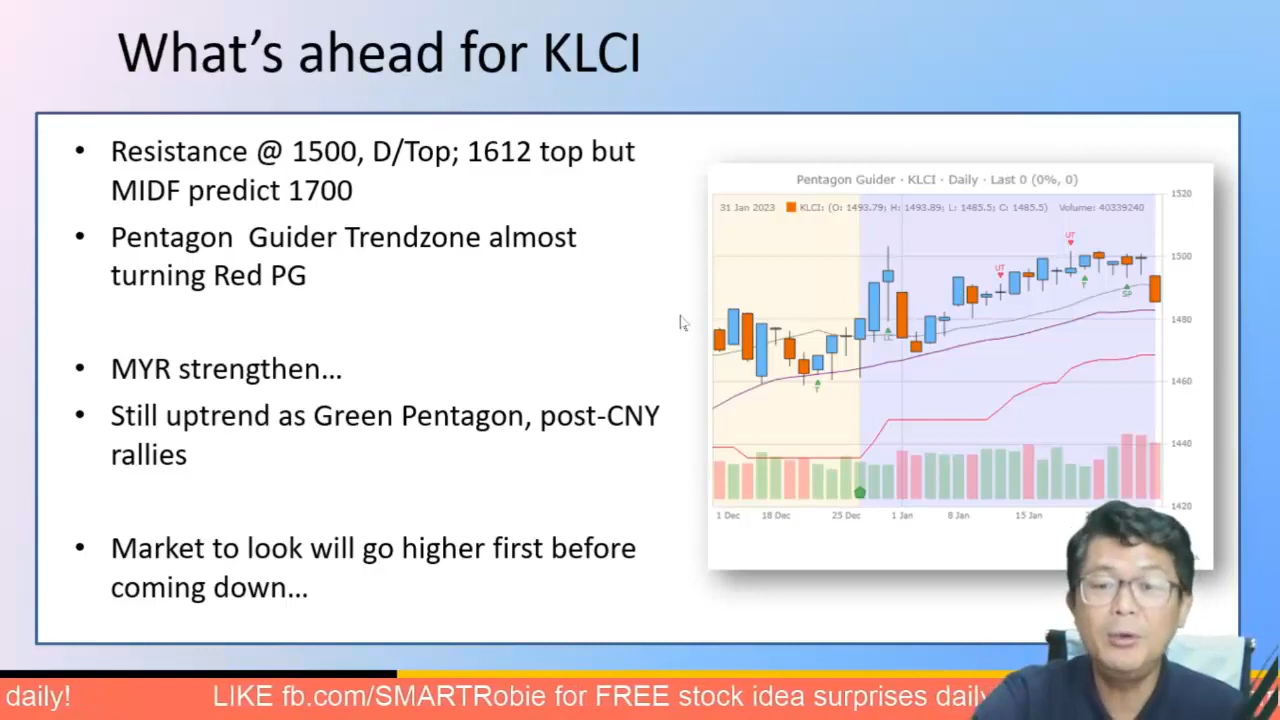 What's ahead for KLCI
• Resistance @ 1500, D/Top; 1612 top but
MIDF predict 1700
• Pentagon Guider Trendzone almost
turning Red PG
• MYR strengthen...
• Still uptrend as Green Pentagon, post-CNY
rallies
• Market to look will go higher first before
coming down...
Pentagon Guider · KLCI · Daily · Last 0 (0%, 0)
31 Jan 2023 KLCI: (O: 1493.79; H: 1493.89; L: 1485.5; C: 1485.5) Volume: 40339240
1520
UT
1500
UT
T
SP
1480
LC
1460
T
1440
1420
1 Dec 18 Dec 25 Dec 1 Jan 8 Jan 15 Jan
daily! LIKE fb.com/SMARTRobie for FREE stock idea surprises daily